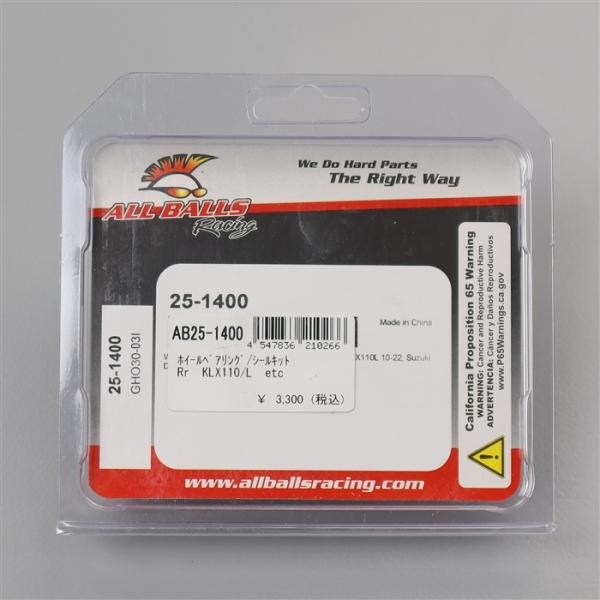 We Do Hard Parts
The Right Way
ALL BALLS
Racing
25-1400
AB25-1400
4 547836 210266
Made in China
X110L 10-22, Suzuki
ホイールベアリング/シールキット
Rr KLX110/L etc
¥ 3,300 (税込)
25-1400
GHO30-03I
California Proposition 65 Warning
WARNING: Cancer and Reproductive Harm
ADVERTENCIA: Cáncer y Daños Reproductivos
www.P65Warnings.ca.gov
www.allballsracing.com